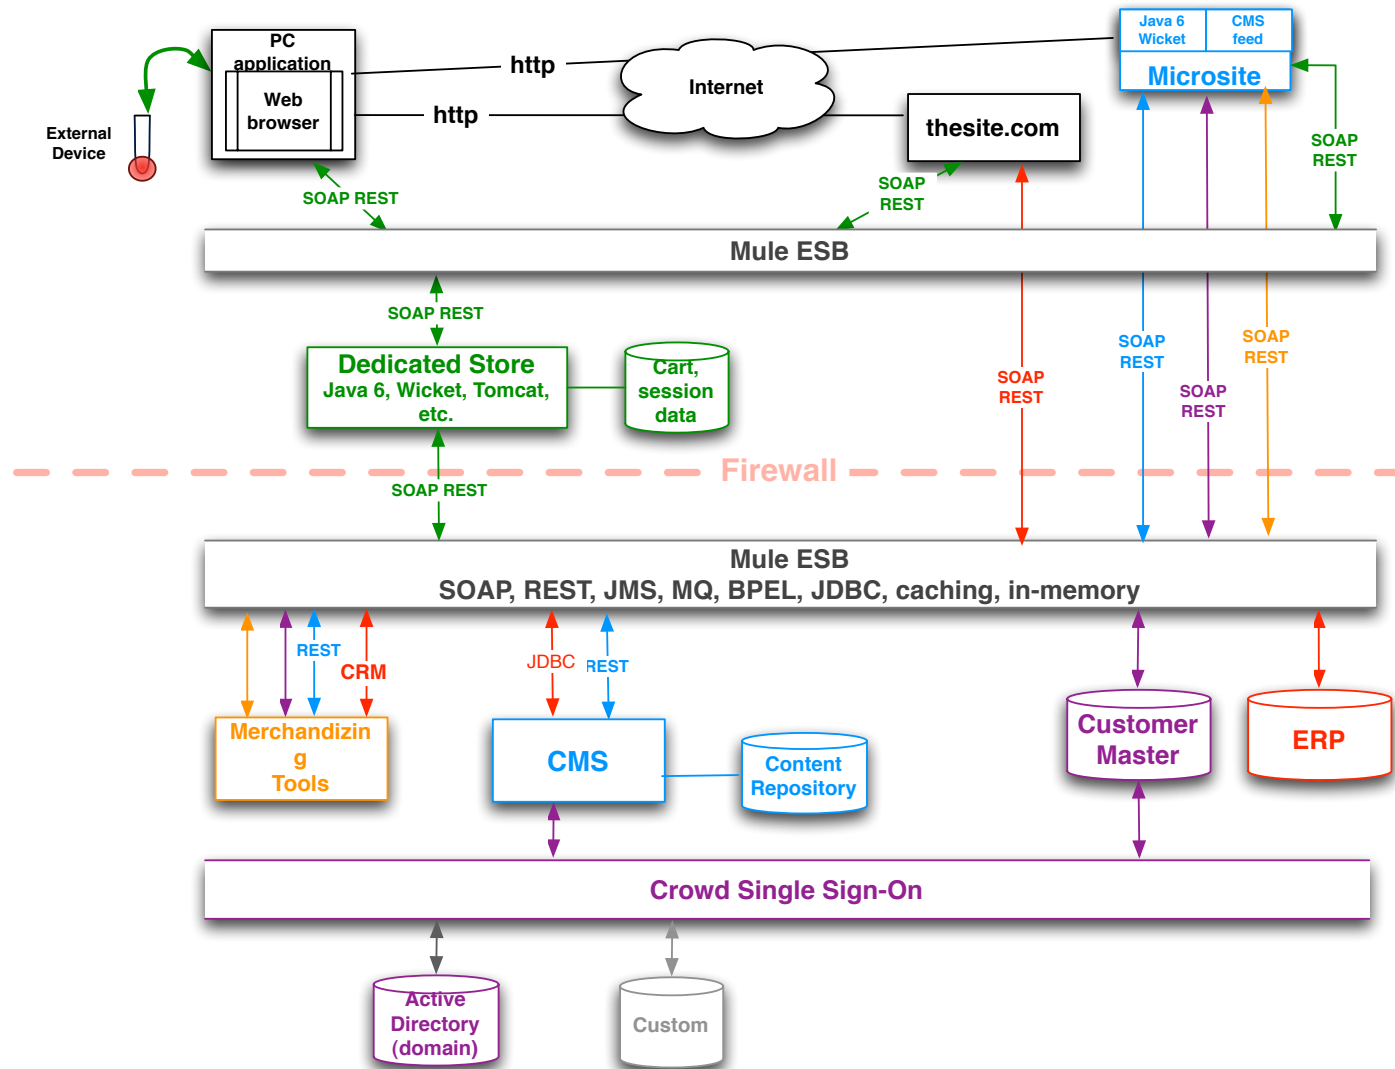 PC
application
Web
browser
http
http
Internet
Java 6
Wicket
CMS
feed
Microsite
External
Device
thesite.com
SOAP
REST
SOAP REST
SOAP
REST
Mule ESB
SOAP REST
Dedicated Store
Java 6, Wicket, Tomcat,
etc.
Cart,
session
data
SOAP
REST
SOAP
REST
SOAP
REST
SOAP
REST
Firewall
SOAP REST
Mule ESB
SOAP, REST, JMS, MQ, BPEL, JDBC, caching, in-memory
REST
CRM
JDBC
REST
Merchandizin
g
Tools
CMS
Content
Repository
Customer
Master
ERP
Crowd Single Sign-On
Active
Directory
(domain)
Custom